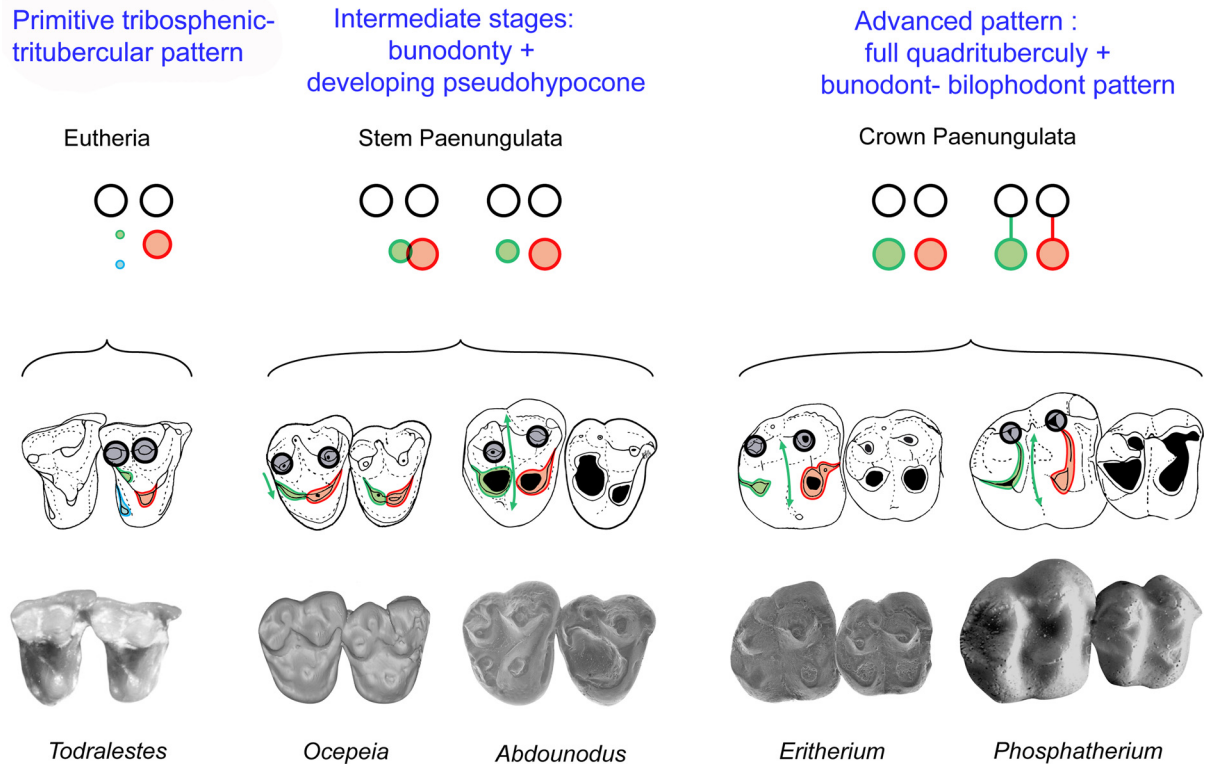 Primitive tribosphenic-
tritubercular pattern
Intermediate stages:
bunodonty +
developing pseudohypocone
Advanced pattern :
full quadrituberculy +
bunodont- bilophodont pattern
Eutheria
Stem Paenungulata
Crown Paenungulata
Todralestes
Ocepeia
Abdounodus
Eritherium
Phosphatherium